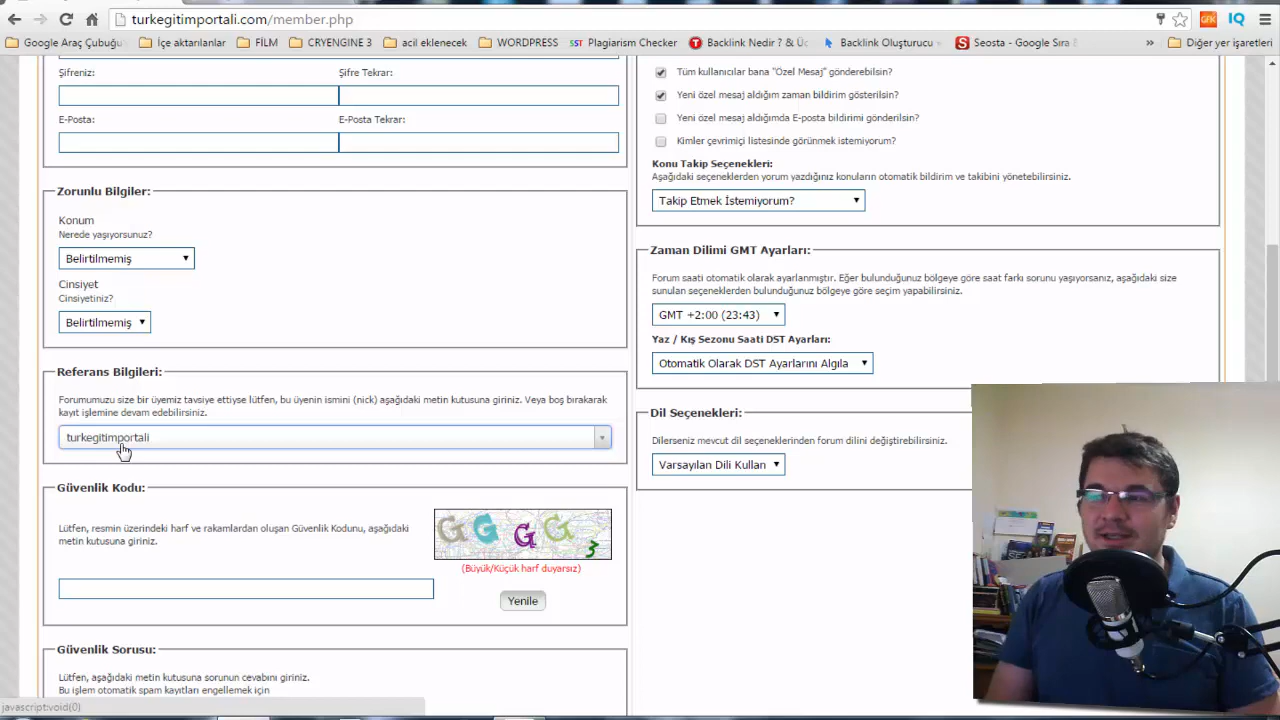 turkegitimportali.com/member.php
Google Araç Çubuğu
İçe aktarılanlar
FİLM
CRYENGINE 3
acil eklenecek
WORDPRESS
Plagiarism Checker
Backlink Nedir ? & Üc
Backlink Oluşturucu
Seosta - Google Sıra
»
Diğer yer işaretleri
Şifreniz:
Şifre Tekrar:
E-Posta:
E-Posta Tekrar:
Zorunlu Bilgiler:
Konum
Nerede yaşıyorsunuz?
Belirtilmemiş
Cinsiyet
Cinsiyetiniz?
Belirtilmemiş
Referans Bilgileri:
Forumumuzu size bir üyemiz tavsiye ettiyse lütfen, bu üyenin ismini (nick) aşağıdaki metin kutusuna giriniz. Veya boş bırakarak
kayıt işlemine devam edebilirsiniz.
turkegitimportali
Güvenlik Kodu:
Lütfen, resmin üzerindeki harf ve rakamlardan oluşan Güvenlik Kodunu, aşağıdaki
metin kutusuna giriniz.
G G G G 3
(Büyük/Küçük harf duyarsız)
Yenile
Güvenlik Sorusu:
Lütfen, aşağıdaki metin kutusuna sorunun cevabını giriniz.
Bu işlem otomatik spam kayıtları engellemek için
javascript:void(0)
Tüm kullanıcılar bana "Özel Mesaj" gönderebilsin?
Yeni özel mesaj aldığım zaman bildirim gösterilsin?
Yeni özel mesaj aldığımda E-posta bildirimi gönderilsin?
Kimler çevrimiçi listesinde görünmek istemiyorum?
Konu Takip Seçenekleri:
Aşağıdaki seçeneklerden yorum yazdığınız konuların otomatik bildirim ve takibini yönetebilirsiniz.
Takip Etmek İstemiyorum?
Zaman Dilimi GMT Ayarları:
Forum saati otomatik olarak ayarlanmıştır. Eğer bulunduğunuz bölgeye göre saat farkı sorunu yaşıyorsanız, aşağıdaki size
sunulan seçeneklerden bulunduğunuz bölgeye göre seçim yapabilirsiniz.
GMT +2:00 (23:43)
Yaz / Kış Sezonu Saati DST Ayarları:
Otomatik Olarak DST Ayarlarını Algıla
Dil Seçenekleri:
Dilerseniz mevcut dil seçeneklerinden forum dilini değiştirebilirsiniz.
Varsayılan Dili Kullan